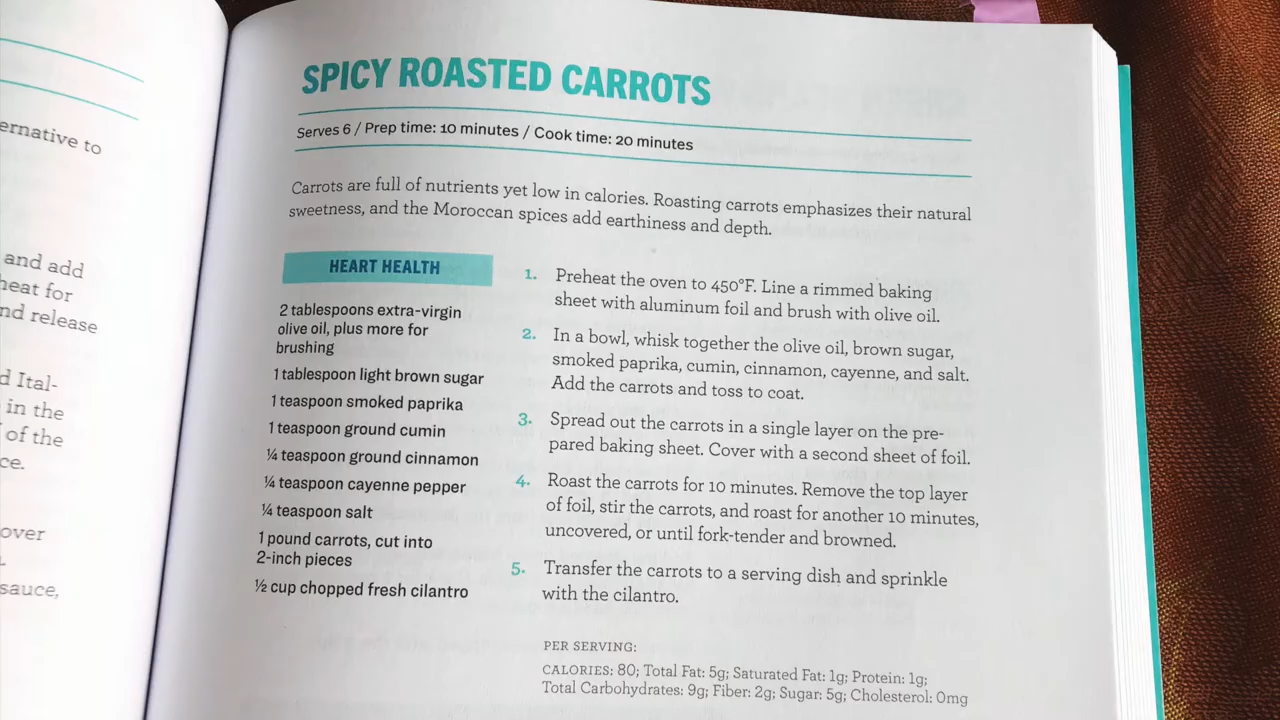 ernative to
and add
heat for
nd release
d Ital-
in the
of the
ce.
over
sauce,
SPICY ROASTED CARROTS
Serves 6 / Prep time: 10 minutes / Cook time: 20 minutes
Carrots are full of nutrients yet low in calories. Roasting carrots emphasizes their natural
sweetness, and the Moroccan spices add earthiness and depth.
HEART HEALTH
2 tablespoons extra-virgin
olive oil, plus more for
brushing
1 tablespoon light brown sugar
1 teaspoon smoked paprika
1 teaspoon ground cumin
¼ teaspoon ground cinnamon
¼ teaspoon cayenne pepper
¼ teaspoon salt
1 pound carrots, cut into
2-inch pieces
½ cup chopped fresh cilantro
1. Preheat the oven to 450°F. Line a rimmed baking
sheet with aluminum foil and brush with olive oil.
2. In a bowl, whisk together the olive oil, brown sugar,
smoked paprika, cumin, cinnamon, cayenne, and salt.
Add the carrots and toss to coat.
3. Spread out the carrots in a single layer on the pre-
pared baking sheet. Cover with a second sheet of foil.
4. Roast the carrots for 10 minutes. Remove the top layer
of foil, stir the carrots, and roast for another 10 minutes,
uncovered, or until fork-tender and browned.
5. Transfer the carrots to a serving dish and sprinkle
with the cilantro.
PER SERVING:
CALORIES: 80; Total Fat: 5g; Saturated Fat: 1g; Protein: 1g;
Total Carbohydrates: 9g; Fiber: 2g; Sugar: 5g; Cholesterol: 0mg